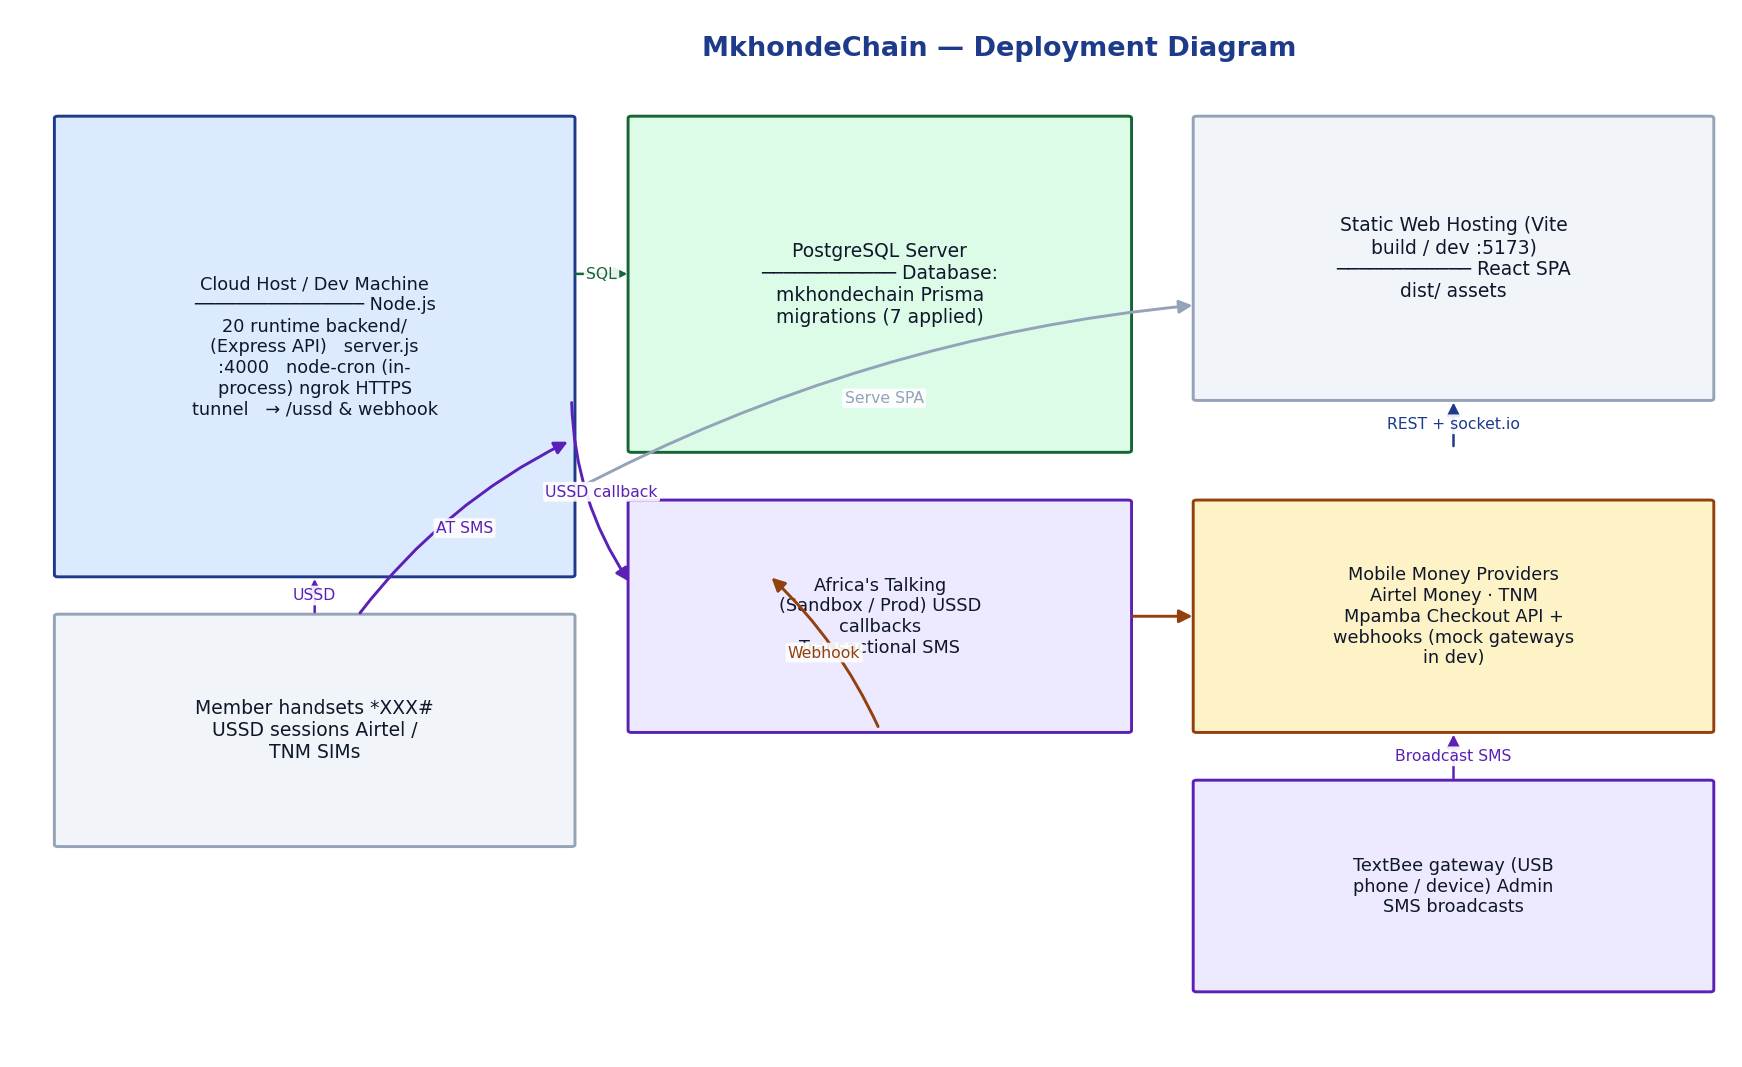 MkhondeChain — Deployment Diagram
Cloud Host / Dev Machine
──────────────── Node.js
20 runtime backend/
(Express API)   server.js
:4000   node-cron (in-
process) ngrok HTTPS
tunnel   → /ussd & webhook
SQL
PostgreSQL Server
──────────── Database:
mkhondechain Prisma
migrations (7 applied)
Serve SPA
Static Web Hosting (Vite
build / dev :5173)
──────────── React SPA
dist/ assets
REST + socket.io
USSD callback
AT SMS
USSD
Member handsets *XXX#
USSD sessions Airtel /
TNM SIMs
Africa's Talking
(Sandbox / Prod) USSD
callbacks
SMS
Webhook
Mobile Money Providers
Airtel Money · TNM
Mpamba Checkout API +
webhooks (mock gateways
in dev)
Broadcast SMS
TextBee gateway (USB
phone / device) Admin
SMS broadcasts